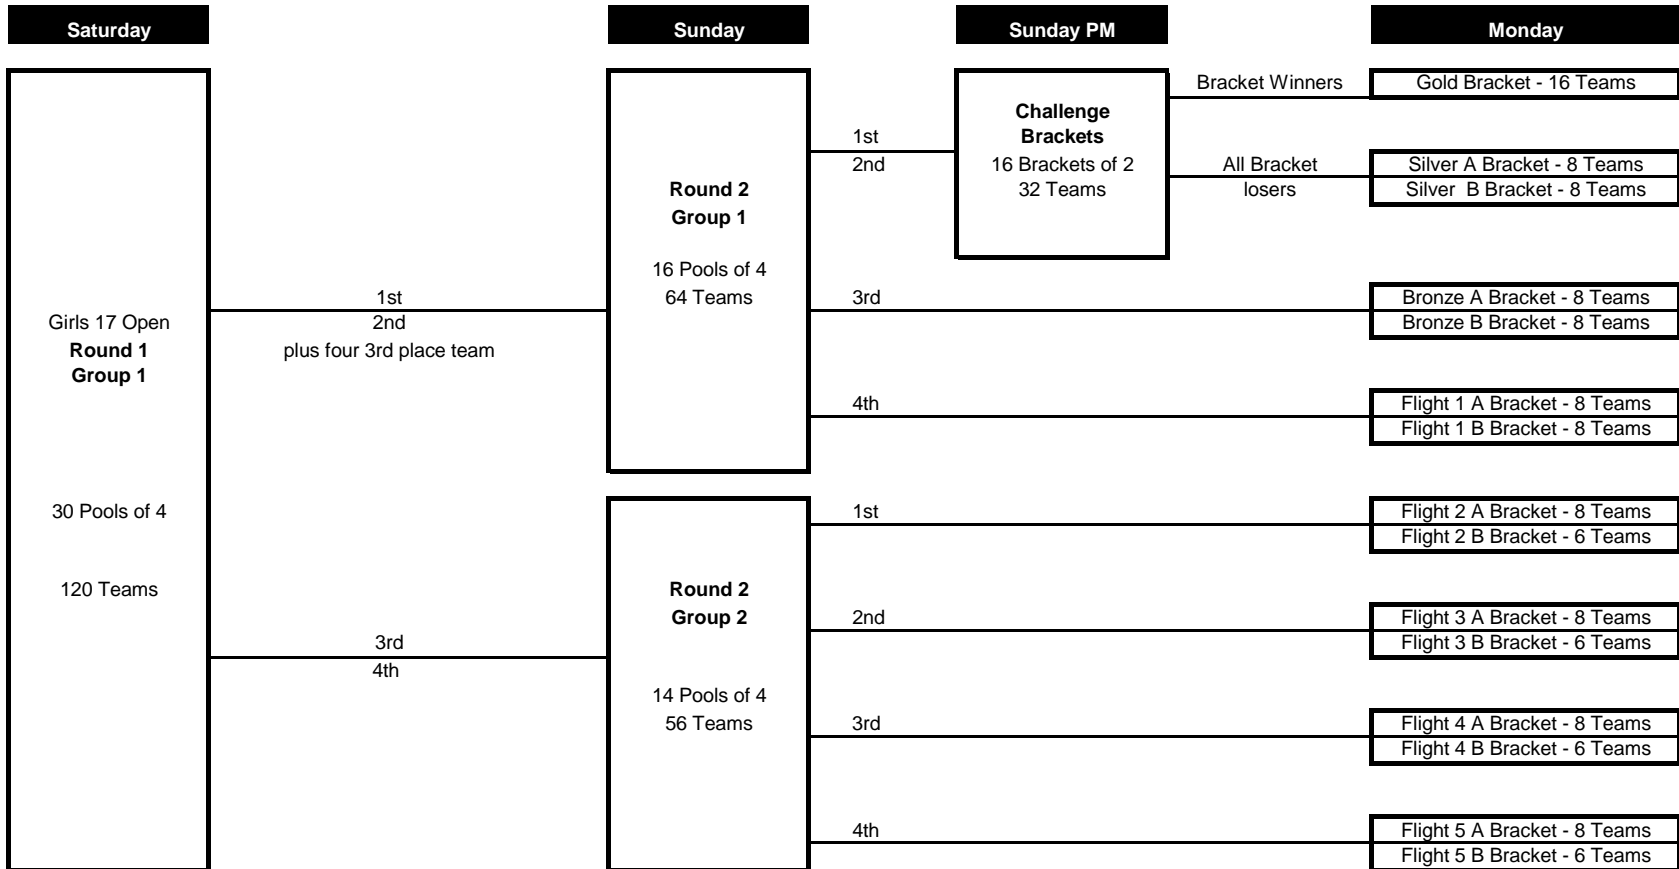 Saturday
Sunday
Sunday PM
Monday
Girls 17 Open
Round 1
Group 1
30 Pools of 4
120 Teams
1st
2nd
plus four 3rd place team
3rd
4th
Round 2
Group 1
16 Pools of 4
64 Teams
Round 2
Group 2
14 Pools of 4
56 Teams
1st
2nd
3rd
4th
1st
2nd
3rd
4th
Challenge
Brackets
16 Brackets of 2
32 Teams
Bracket Winners
All Bracket
losers
Gold Bracket - 16 Teams
Silver A Bracket - 8 Teams
Silver  B Bracket - 8 Teams
Bronze A Bracket - 8 Teams
Bronze B Bracket - 8 Teams
Flight 1 A Bracket - 8 Teams
Flight 1 B Bracket - 8 Teams
Flight 2 A Bracket - 8 Teams
Flight 2 B Bracket - 6 Teams
Flight 3 A Bracket - 8 Teams
Flight 3 B Bracket - 6 Teams
Flight 4 A Bracket - 8 Teams
Flight 4 B Bracket - 6 Teams
Flight 5 A Bracket - 8 Teams
Flight 5 B Bracket - 6 Teams